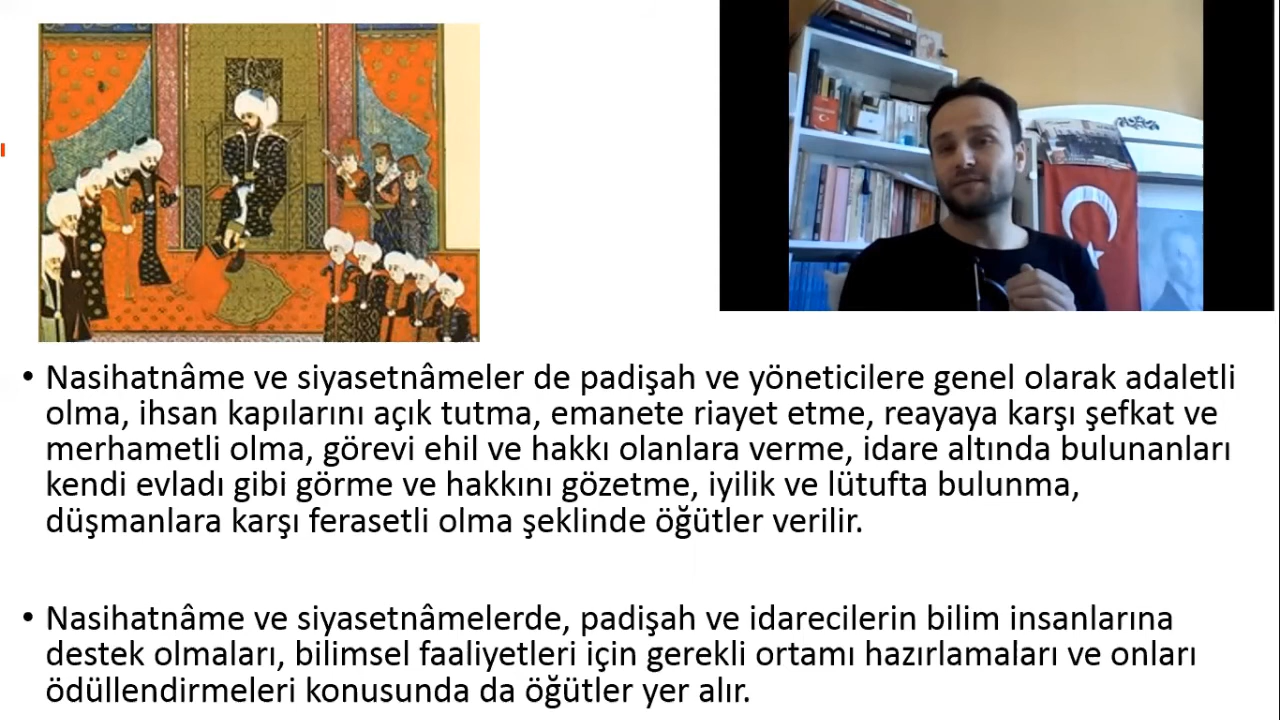 • Nasihatnâme ve siyasetnâmeler de padişah ve yöneticilere genel olarak adaletli
olma, ihsan kapılarını açık tutma, emanete riayet etme, reayaya karşı şefkat ve
merhametli olma, görevi ehil ve hakkı olanlara verme, idare altında bulunanları
kendi evladı gibi görme ve hakkını gözetme, iyilik ve lütufta bulunma,
düşmanlara karşı ferasetli olma şeklinde öğütler verilir.
• Nasihatnâme ve siyasetnâmelerde, padişah ve idarecilerin bilim insanlarına
destek olmaları, bilimsel faaliyetleri için gerekli ortamı hazırlamaları ve onları
ödüllendirmeleri konusunda da öğütler yer alır.